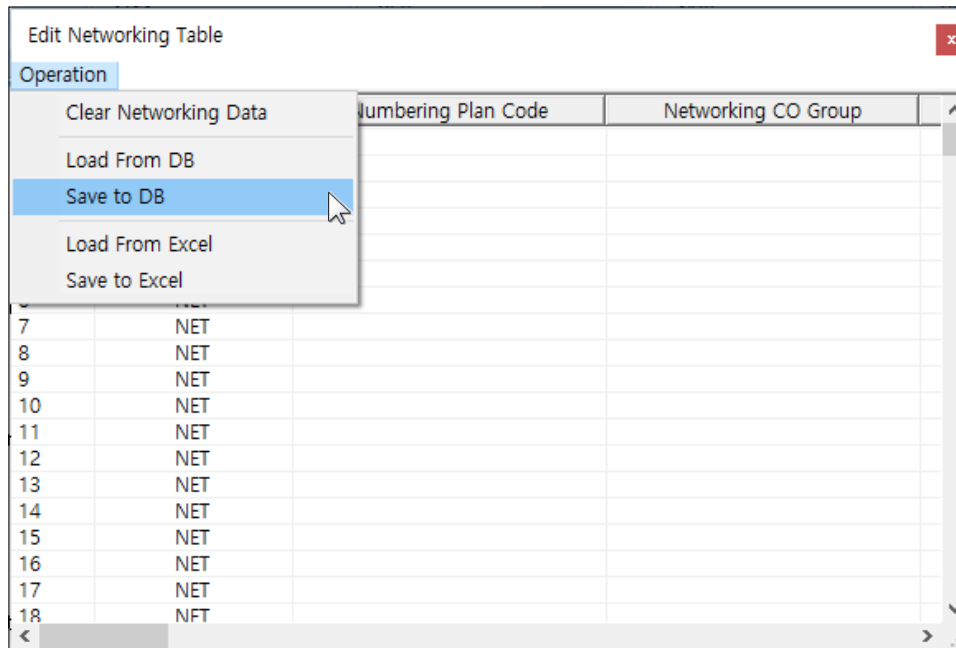 Edit Networking Table
x
Operation
Clear Networking Data
Load From DB
Save to DB
Load From Excel
Save to Excel
Numbering Plan Code Networking CO Group
7 NET
8 NET
9 NET
10 NET
11 NET
12 NET
13 NET
14 NET
15 NET
16 NET
17 NET
18 NET